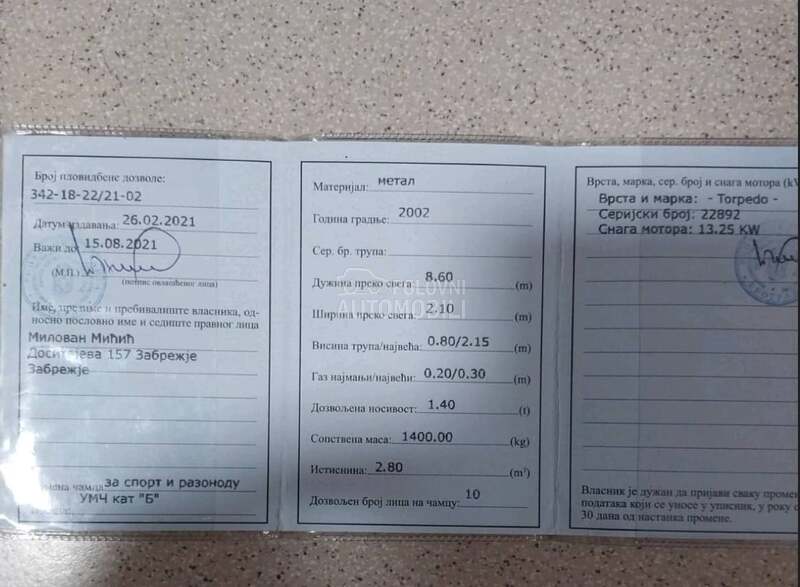 Број пловидбене дозволе:
342-18-22/21-02
Датум издавања: 26.02.2021
Важи до 15.08.2021
(М.П.)
(потпис овлашћеног лица)
Име, презиме и пребивалиште власника, од-
носно пословно име и седиште правног лица
Милован Мићић
Доситејева 157 Забрежје
Забрежје
чамца за спорт и разоноду
УМЧ кат "Б"
Материјал: метал
Година градње: 2002
Сер. бр. трупа:
Дужина преко свега: 8.60 (m)
Ширина преко свега: 2.10 (m)
Висина трупа/највећа: 0.80/2.15 (m)
Газ најмањи/највећи: 0.20/0.30 (m)
Дозвољена носивост: 1.40 (t)
Сопствена маса: 1400.00 (kg)
Истиснина: 2.80 (m³)
Дозвољен број лица на чамцу: 10
POLOVNI
AUTOMOBILI
Врста, марка, сер. број и снага мотора (kW
Врста и марка: - Torpedo -
Серијски број: 22892
Снага мотора: 13.25 KW
Власник је дужан да пријави сваку промен
података који се уносе у уписник, у року о
30 дана од настанка промене.